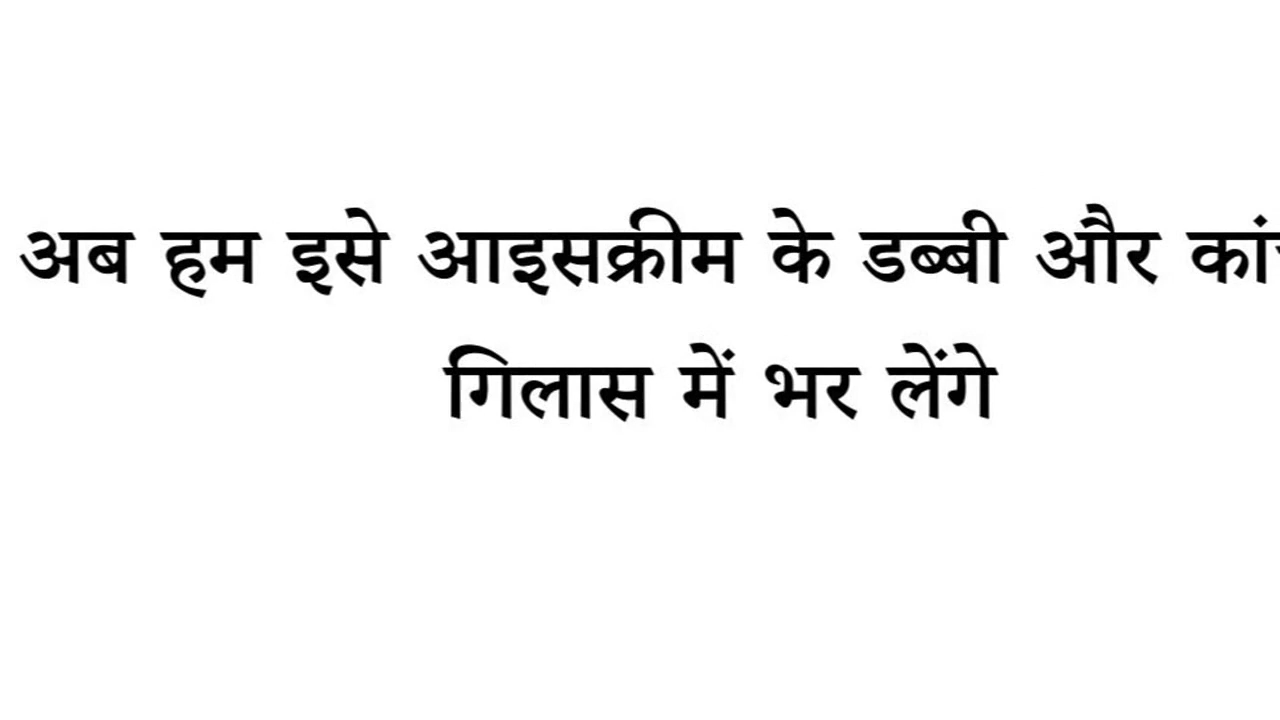 अब हम इसे आइसक्रीम के डब्बी और
गिलास में भर लेंगे